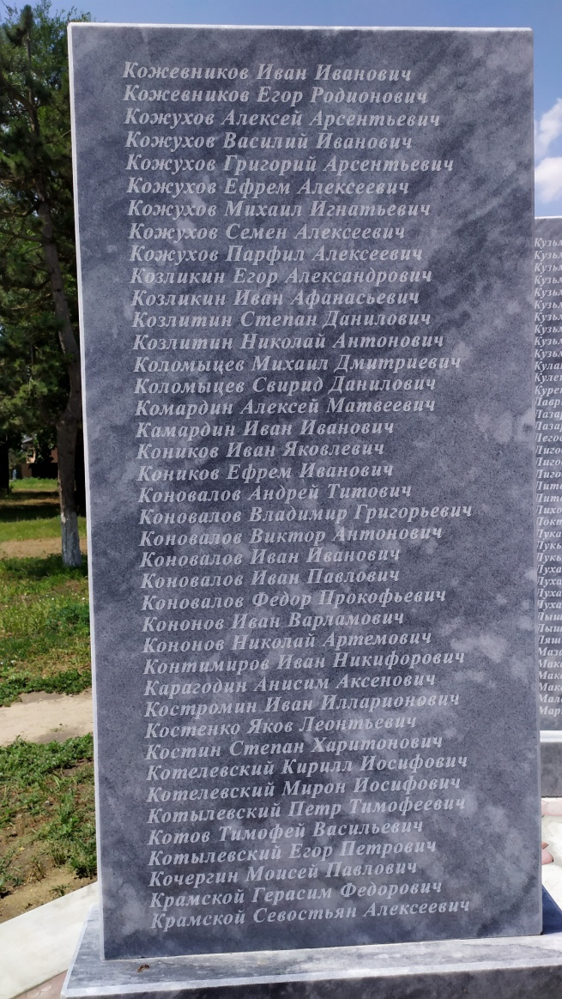 Кожевников Иван Иванович
Кожевников Егор Родионович
Кожухов Алексей Арсентьевич
Кожухов Василий Иванович
Кожухов Григорий Арсентьевич
Кожухов Ефрем Алексеевич
Кожухов Михаил Игнатьевич
Кожухов Семен Алексеевич
Кожухов Парфил Алексеевич
Козликин Егор Александрович
Козликин Иван Афанасьевич
Козлитин Степан Данилович
Козлитин Николай Антонович
Коломыцев Михаил Дмитриевич
Коломыцев Свирид Данилович
Комардин Алексей Матвеевич
Камардин Иван Иванович
Коников Иван Яковлевич
Коников Ефрем Иванович
Коновалов Андрей Титович
Коновалов Владимир Григорьевич
Коновалов Виктор Антонович
Коновалов Иван Иванович
Коновалов Иван Павлович
Коновалов Федор Прокофьевич
Кононов Иван Варламович
Кононов Николай Артемович
Контимиров Иван Никифорович
Карагодин Анисим Аксенович
Костромин Иван Илларионович
Костенко Яков Леонтьевич
Костин Степан Харитонович
Котелевский Кирилл Иосифович
Котелевский Мирон Иосифович
Котылевский Петр Тимофеевич
Котов Тимофей Васильевич
Котылевский Егор Петрович
Кочергин Моисей Павлович
Крамской Герасим Федорович
Крамской Севостьян Алексеевич